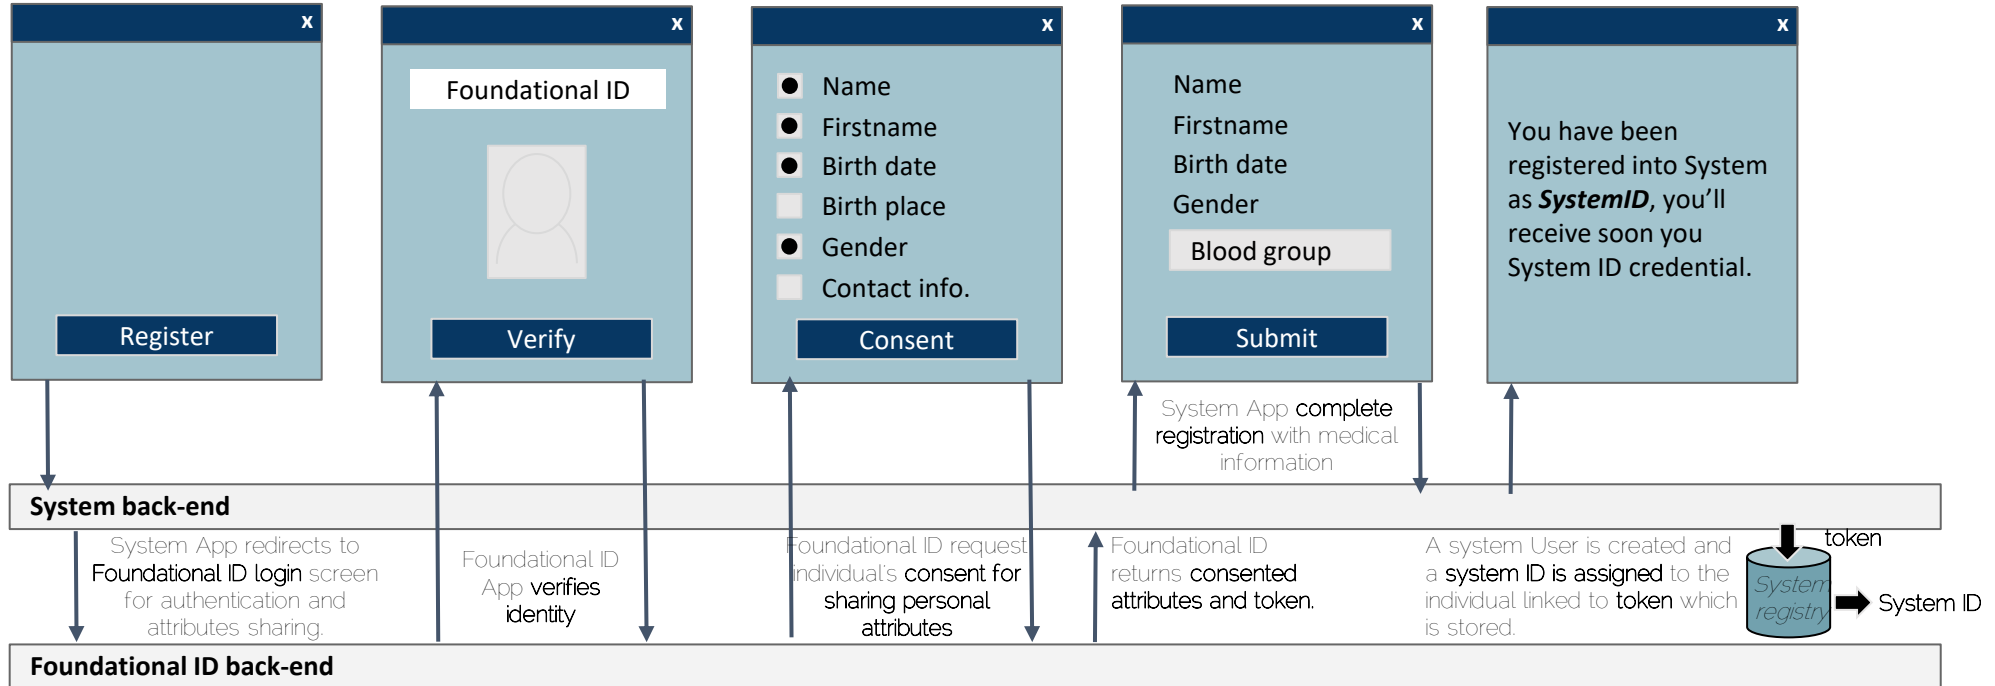 x
Register
x
Foundational ID
Verify
x
Name
Firstname
Birth date
Birth place
Gender
Contact info.
Consent
x
Name
Firstname
Birth date
Gender
Blood group
Submit
x
You have been
registered into System
as SystemID, you'll
receive soon you
System ID credential.
System App complete
registration with medical
information
System back-end
System App redirects to
Foundational ID login screen
for authentication and
attributes sharing.
Foundational ID
App verifies
identity
Foundational ID request
individual's consent for
sharing personal
attributes
Foundational ID
returns consented
attributes and token.
A system User is created and
a system ID is assigned to the
individual linked to token which
is stored.
token
System
registry
System ID
Foundational ID back-end